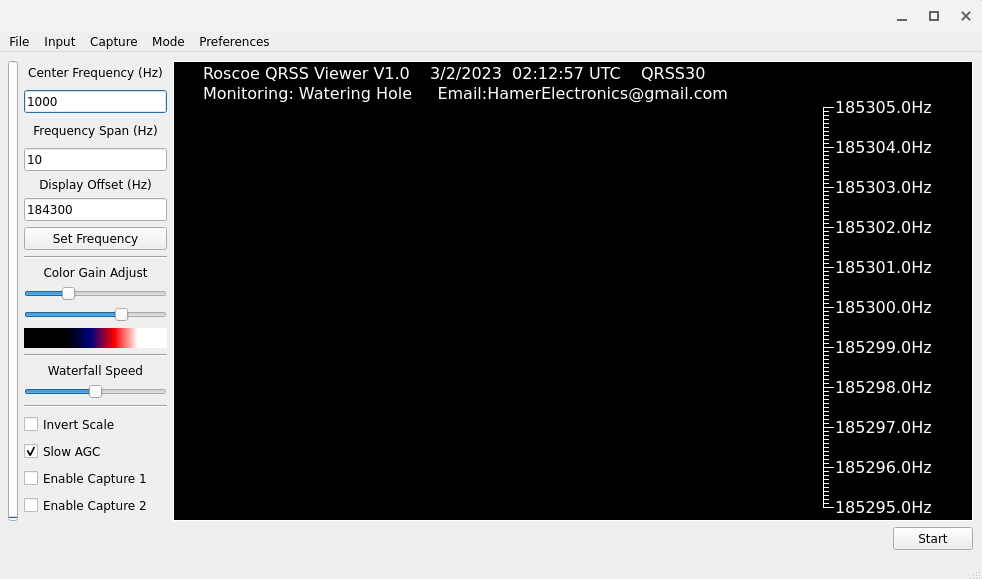 File Input Capture Mode Preferences
Center Frequency (Hz)
1000
Frequency Span (Hz)
10
Display Offset (Hz)
184300
Set Frequency
Color Gain Adjust
Waterfall Speed
Invert Scale
Slow AGC
Enable Capture 1
Enable Capture 2
Roscoe QRSS Viewer V1.0 3/2/2023 02:12:57 UTC QRSS30
Monitoring: Watering Hole Email:HamerElectronics@gmail.com
185305.0Hz
185304.0Hz
185303.0Hz
185302.0Hz
185301.0Hz
185300.0Hz
185299.0Hz
185298.0Hz
185297.0Hz
185296.0Hz
185295.0Hz
Start